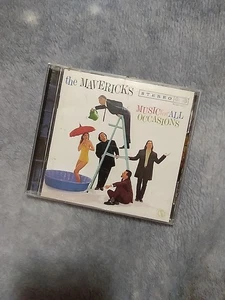 the MAVERICKS
STEREO
MUSIC for ALL
OCCASIONS